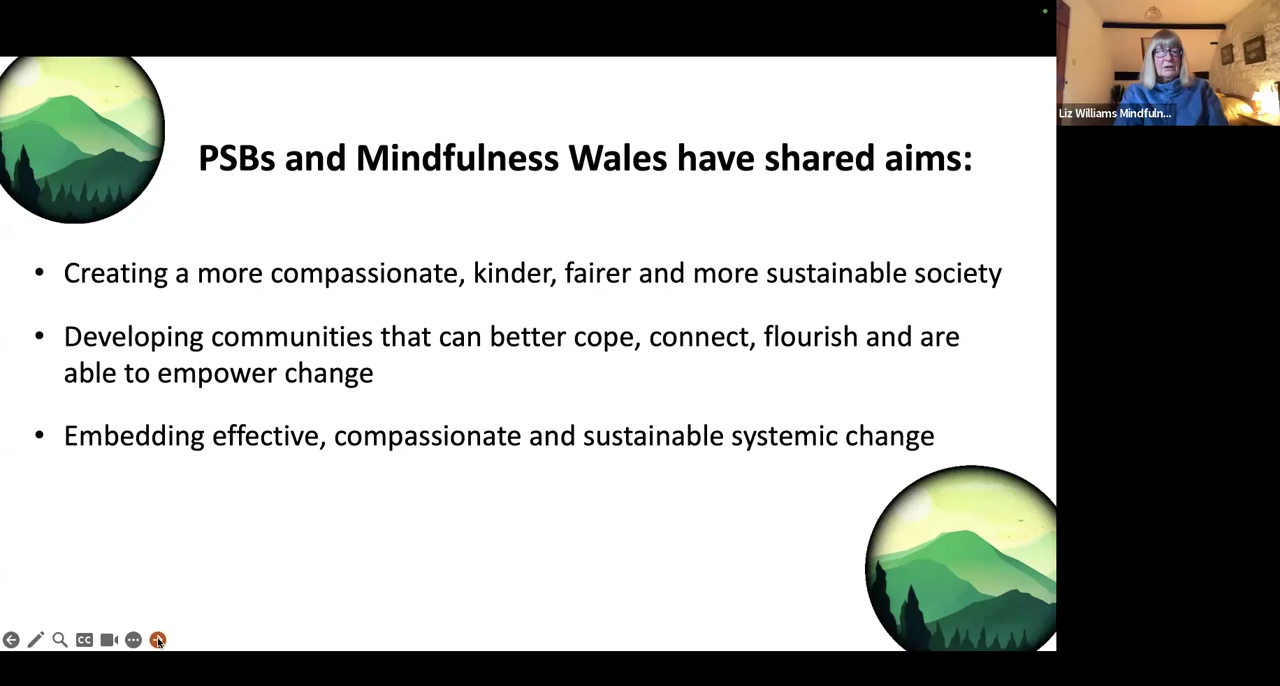 PSBs and Mindfulness Wales have shared aims:
• Creating a more compassionate, kinder, fairer and more sustainable society
• Developing communities that can better cope, connect, flourish and are
able to empower change
• Embedding effective, compassionate and sustainable systemic change
Liz Williams Mindfuln...
CC